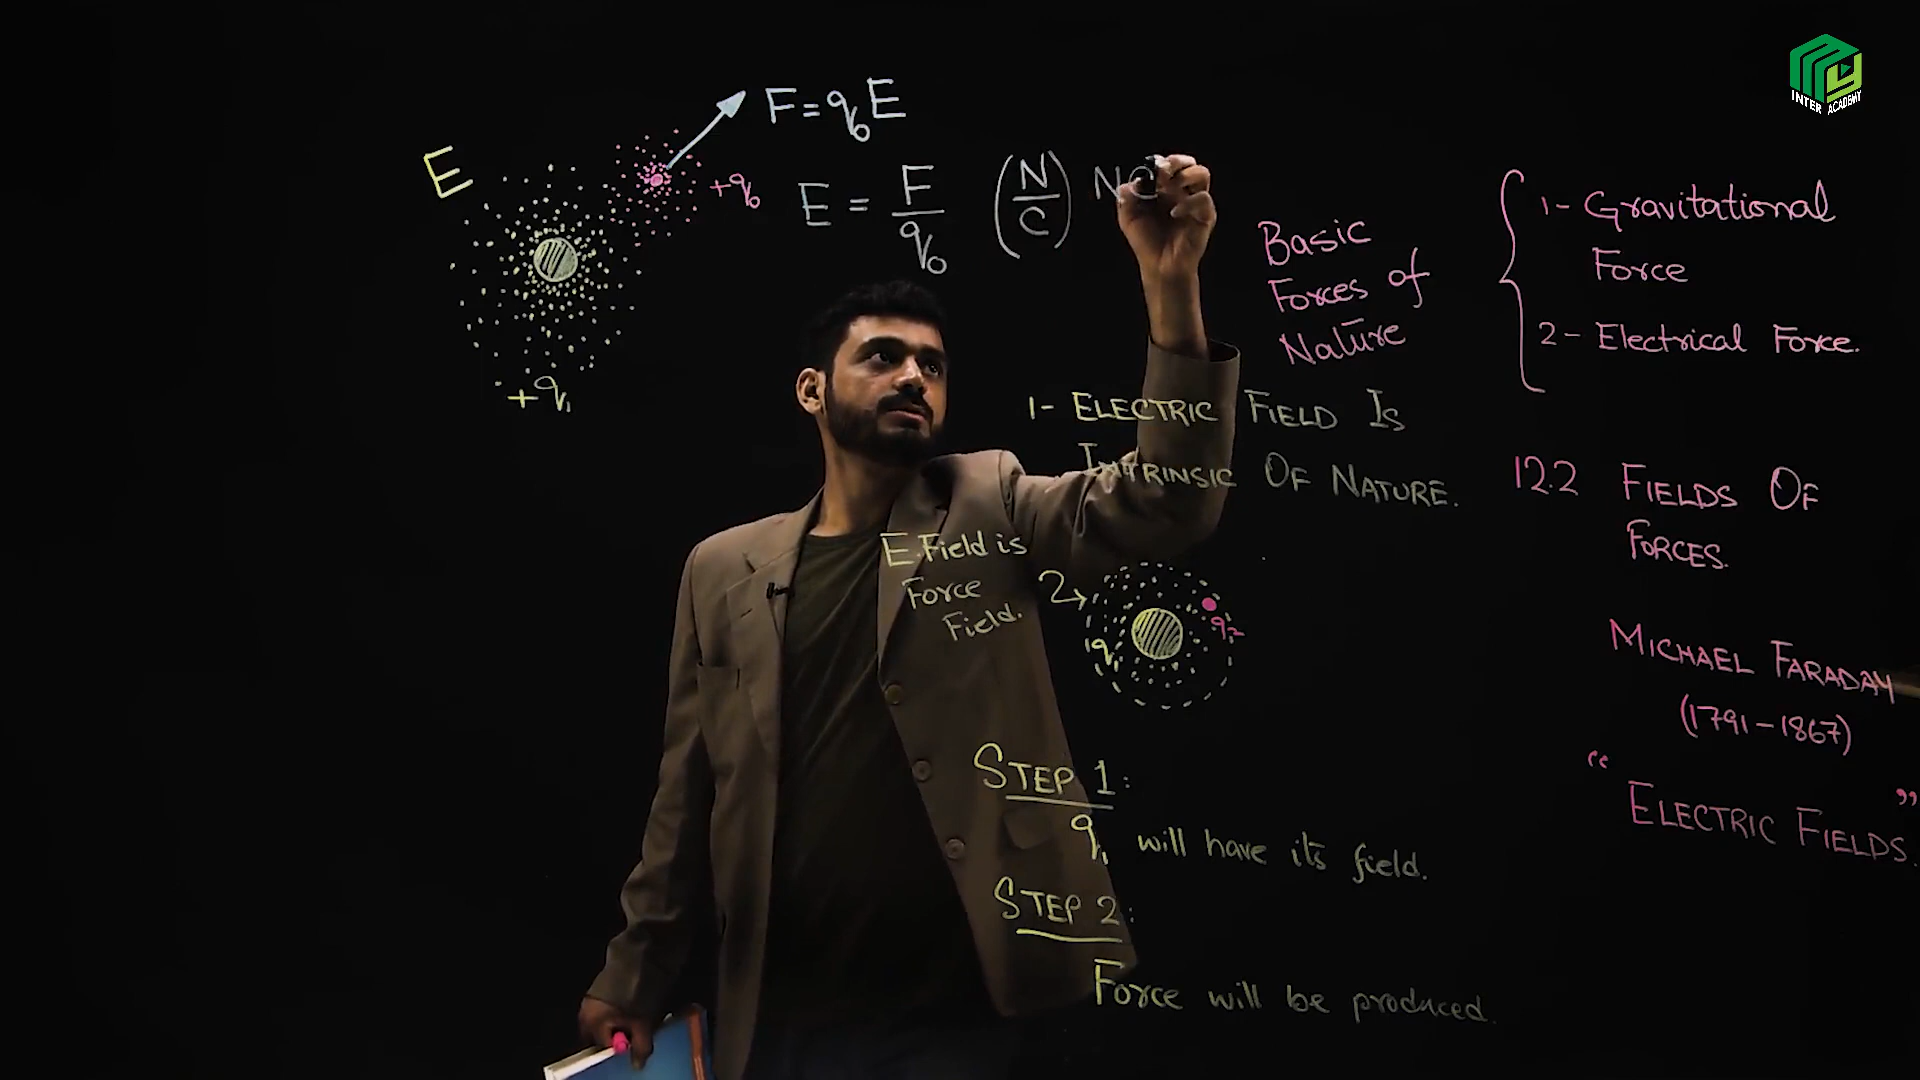 F = q₀E
E
+q₀
E = F/q₀ (N/C) NC
+q₁
Basic
Forces of
Nature
1- Gravitational
Force
2- Electrical Force.
1- ELECTRIC FIELD IS
INTRINSIC OF NATURE.
E. Field is
Force
Field.
2
q₁
q₂
STEP 1:
q₁ will have its field.
STEP 2:
Force will be produced.
12.2 FIELDS OF
FORCES.
MICHAEL FARADAY
(1791-1867)
"ELECTRIC FIELDS."
INTER ACADEMY